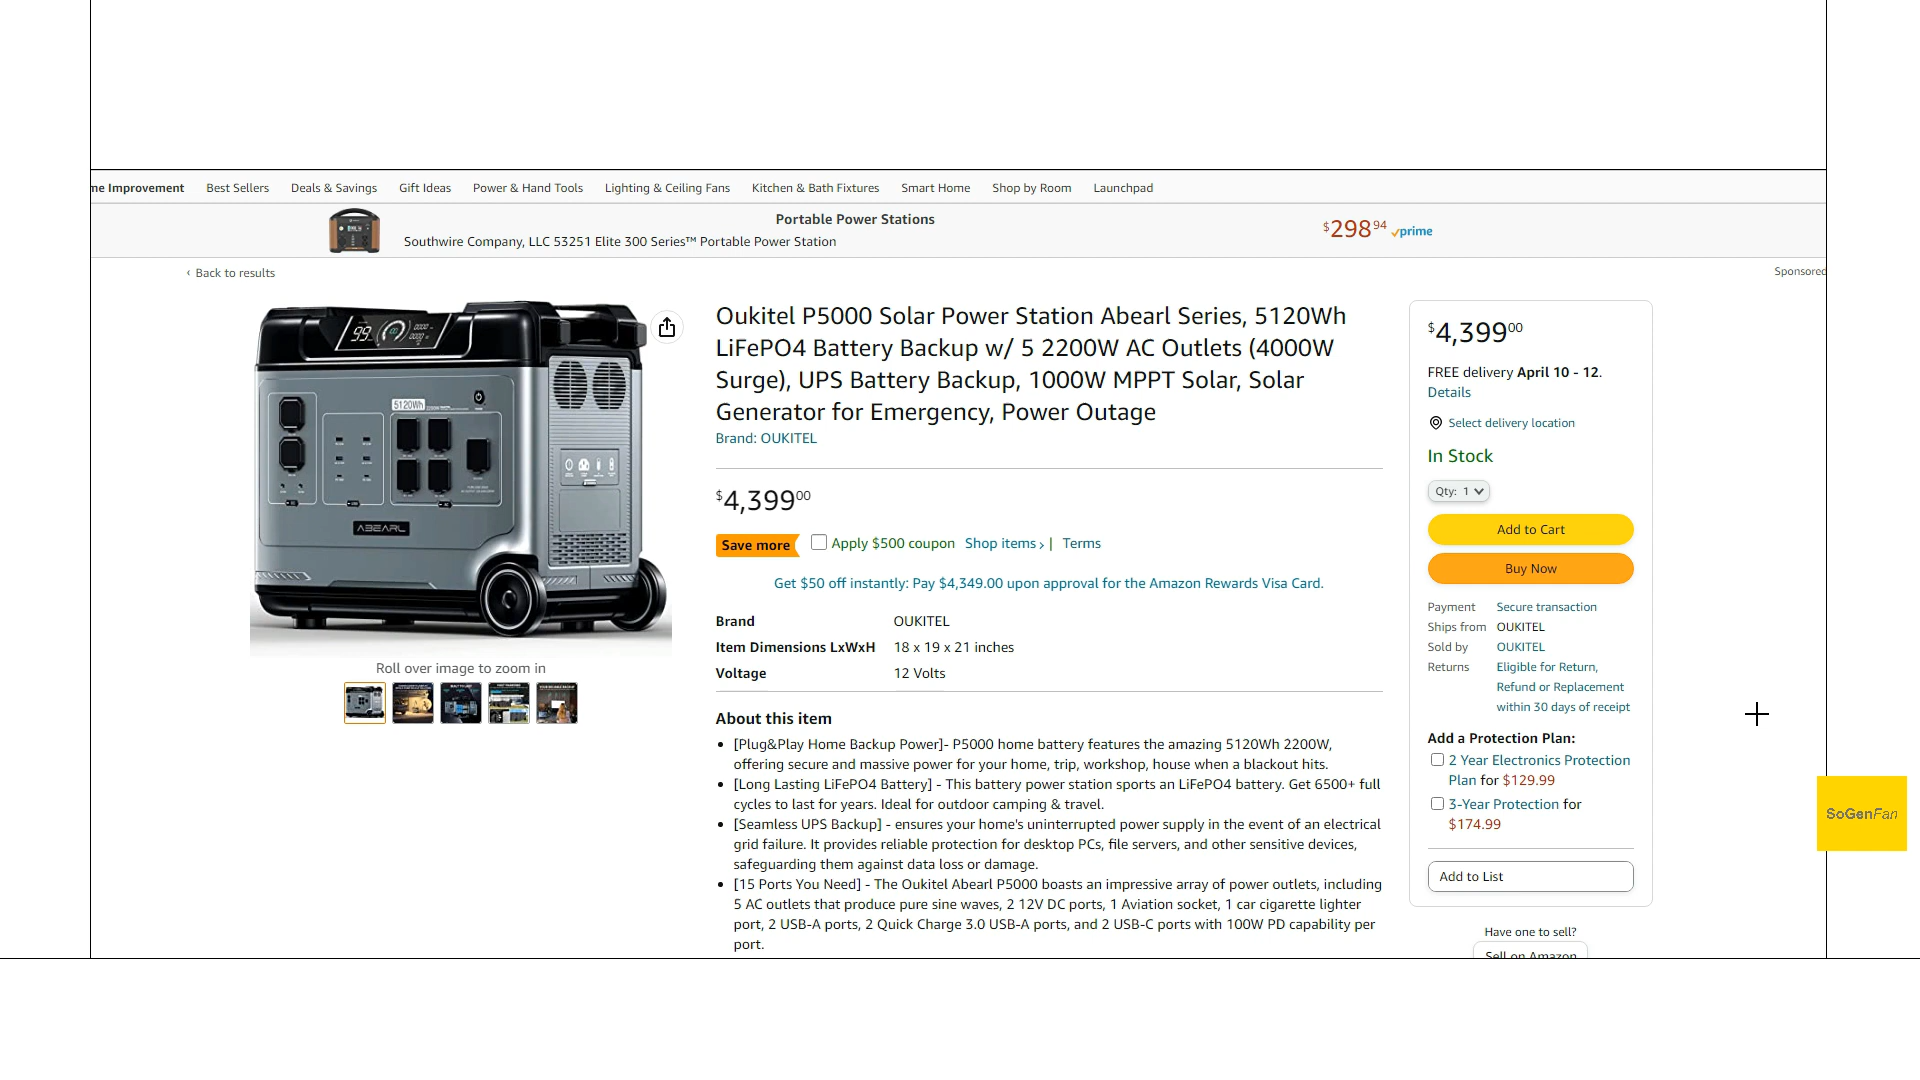 me Improvement Best Sellers Deals & Savings Gift Ideas Power & Hand Tools Lighting & Ceiling Fans Kitchen & Bath Fixtures Smart Home Shop by Room Launchpad
Portable Power Stations
Southwire Company, LLC 53251 Elite 300 Series™ Portable Power Station
$298.94 prime
‹ Back to results
Sponsored
99
5120Wh
ABEARL
Roll over image to zoom in
Oukitel P5000 Solar Power Station Abearl Series, 5120Wh
LiFePO4 Battery Backup w/ 5 2200W AC Outlets (4000W
Surge), UPS Battery Backup, 1000W MPPT Solar, Solar
Generator for Emergency, Power Outage
Brand: OUKITEL
$4,399 00
Save more Apply $500 coupon Shop items › | Terms
Get $50 off instantly: Pay $4,349.00 upon approval for the Amazon Rewards Visa Card.
Brand OUKITEL
Item Dimensions LxWxH 18 x 19 x 21 inches
Voltage 12 Volts
About this item
• [Plug&Play Home Backup Power]- P5000 home battery features the amazing 5120Wh 2200W,
offering secure and massive power for your home, trip, workshop, house when a blackout hits.
• [Long Lasting LiFePO4 Battery] - This battery power station sports an LiFePO4 battery. Get 6500+ full
cycles to last for years. Ideal for outdoor camping & travel.
• [Seamless UPS Backup] - ensures your home's uninterrupted power supply in the event of an electrical
grid failure. It provides reliable protection for desktop PCs, file servers, and other sensitive devices,
safeguarding them against data loss or damage.
• [15 Ports You Need] - The Oukitel Abearl P5000 boasts an impressive array of power outlets, including
5 AC outlets that produce pure sine waves, 2 12V DC ports, 1 Aviation socket, 1 car cigarette lighter
port, 2 USB-A ports, 2 Quick Charge 3.0 USB-A ports, and 2 USB-C ports with 100W PD capability per
port.
$4,399 00
FREE delivery April 10 - 12.
Details
Select delivery location
In Stock
Qty: 1
Add to Cart
Buy Now
Payment Secure transaction
Ships from OUKITEL
Sold by OUKITEL
Returns Eligible for Return,
Refund or Replacement
within 30 days of receipt
Add a Protection Plan:
2 Year Electronics Protection
Plan for $129.99
3-Year Protection for
$174.99
Add to List
Have one to sell?
Sell on Amazon
SoGenFan